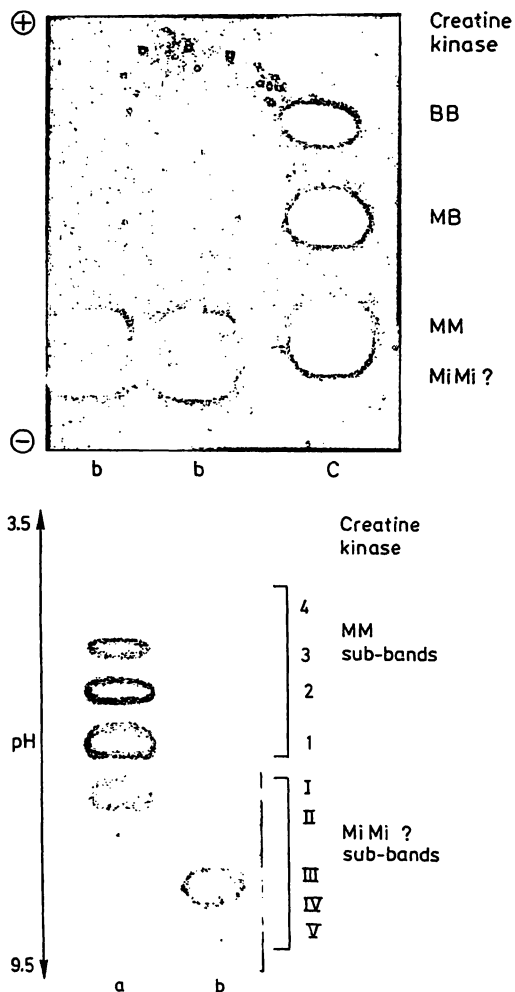 ⊕
Creatine
kinase
BB
MB
MM
MiMi ?
⊖
b b C
3.5
Creatine
kinase
4
MM
3
sub-bands
2
pH
1
I
II
MiMi ?
sub-bands
III
IV
V
9.5
a b